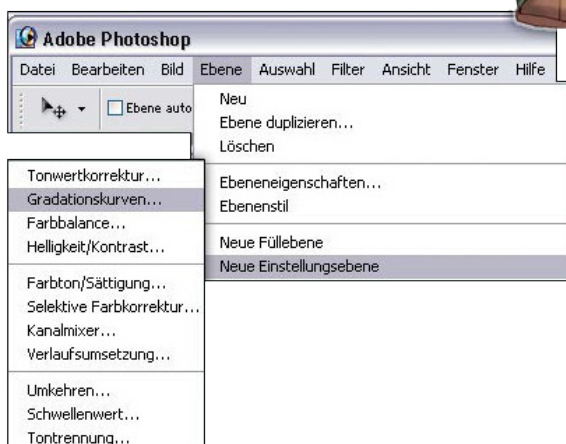 Adobe Photoshop
Datei Bearbeiten Bild Ebene Auswahl Filter Ansicht Fenster Hilfe
Ebene auto
Neu
Ebene duplizieren...
Löschen
Ebeneneigenschaften...
Ebenenstil
Neue Füllebene
Neue Einstellungsebene
Tonwertkorrektur...
Gradationskurven...
Farbbalance...
Helligkeit/Kontrast...
Farbton/Sättigung...
Selektive Farbkorrektur...
Kanalmixer...
Verlaufsumsetzung...
Umkehren...
Schwellenwert...
Tontrennung...